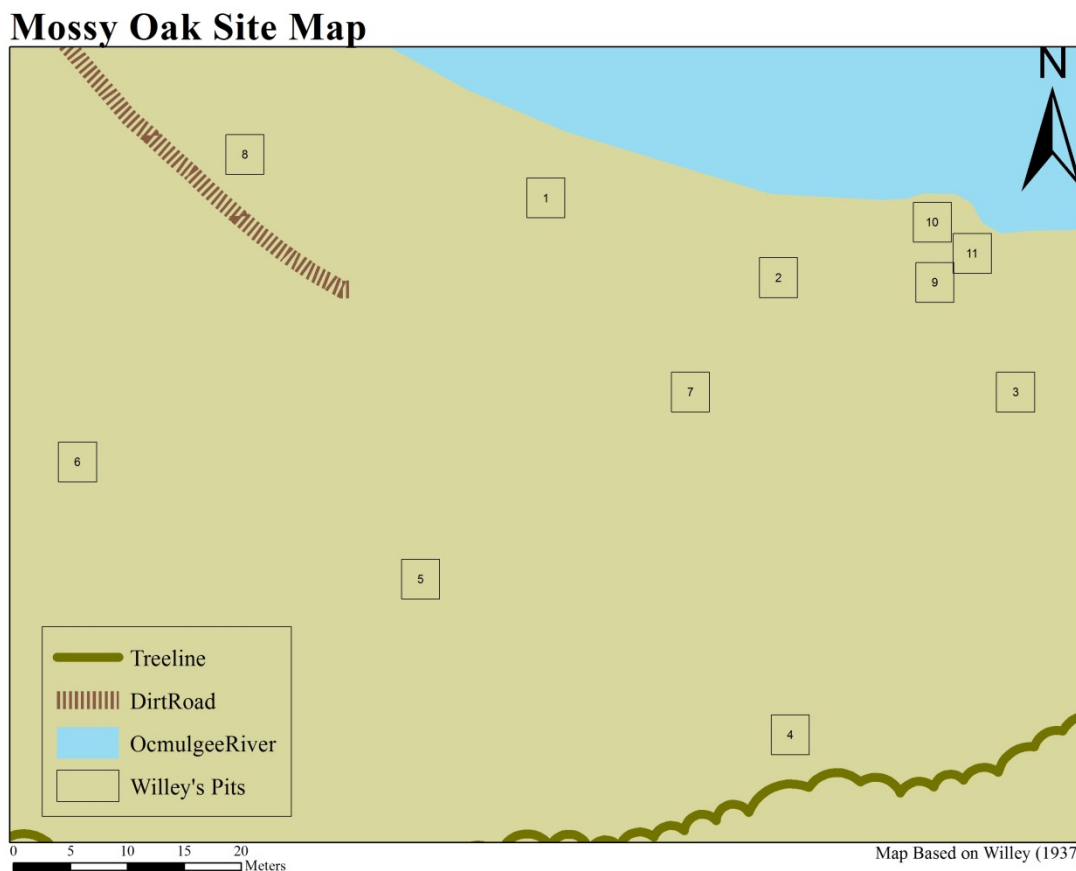 Mossy Oak Site Map
N
8
1
10
11
2
9
7
3
6
5
4
Treeline
DirtRoad
OcmulgeeRiver
Willey's Pits
0 5 10 15 20
Meters
Map Based on Willey (1937